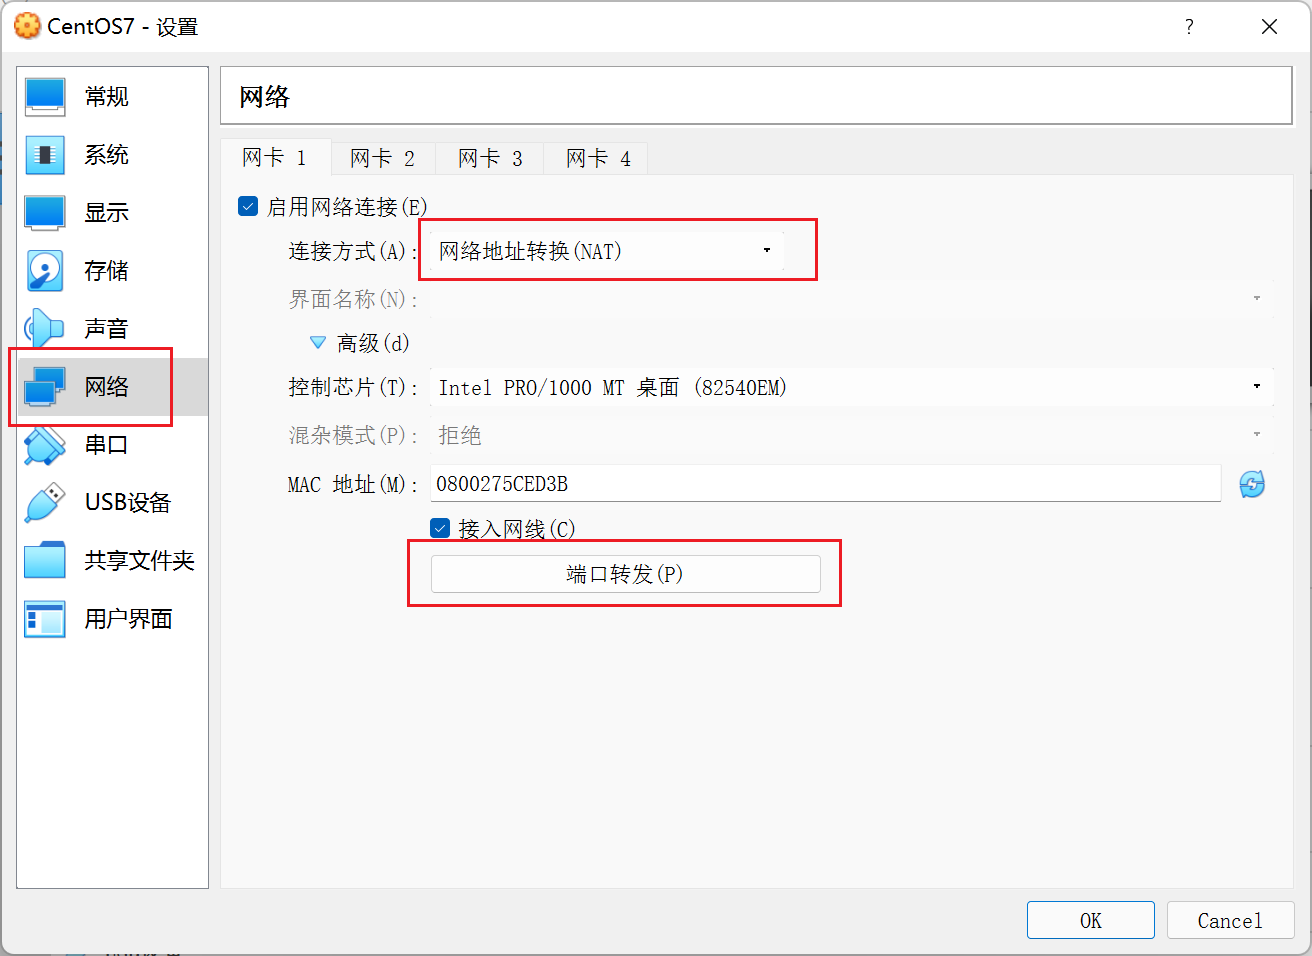 CentOS7 - 设置
?
常规
系统
显示
存储
声音
网络
串口
USB设备
共享文件夹
用户界面
网络
网卡 1
网卡 2
网卡 3
网卡 4
启用网络连接(E)
连接方式(A): 网络地址转换(NAT)
界面名称(N):
高级(d)
控制芯片(T): Intel PRO/1000 MT 桌面 (82540EM)
混杂模式(P): 拒绝
MAC 地址(M): 0800275CED3B
接入网线(C)
端口转发(P)
OK
Cancel